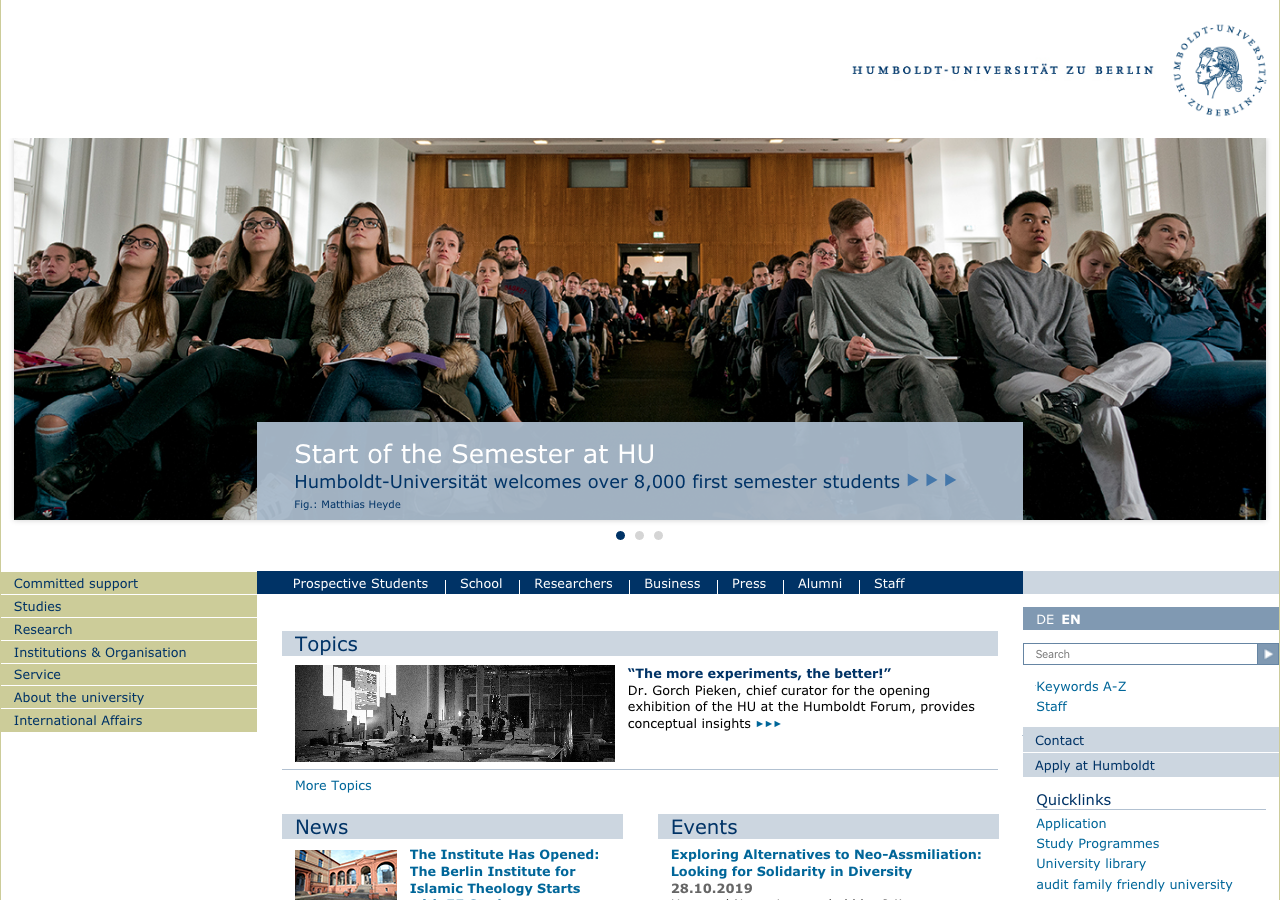 HUMBOLDT-UNIVERSITÄT ZU BERLIN
HUMBOLDT-UNIVERSITÄT · ZU BERLIN ·
Start of the Semester at HU
Humboldt-Universität welcomes over 8,000 first semester students
Fig.: Matthias Heyde
Committed support
Studies
Research
Institutions & Organisation
Service
About the university
International Affairs
Prospective Students
School
Researchers
Business
Press
Alumni
Staff
Topics
“The more experiments, the better!”
Dr. Gorch Pieken, chief curator for the opening
exhibition of the HU at the Humboldt Forum, provides
conceptual insights
More Topics
News
The Institute Has Opened:
The Berlin Institute for
Islamic Theology Starts
Events
Exploring Alternatives to Neo-Assmiliation:
Looking for Solidarity in Diversity
28.10.2019
DE EN
Search
Keywords A-Z
Staff
Contact
Apply at Humboldt
Quicklinks
Application
Study Programmes
University library
audit family friendly university